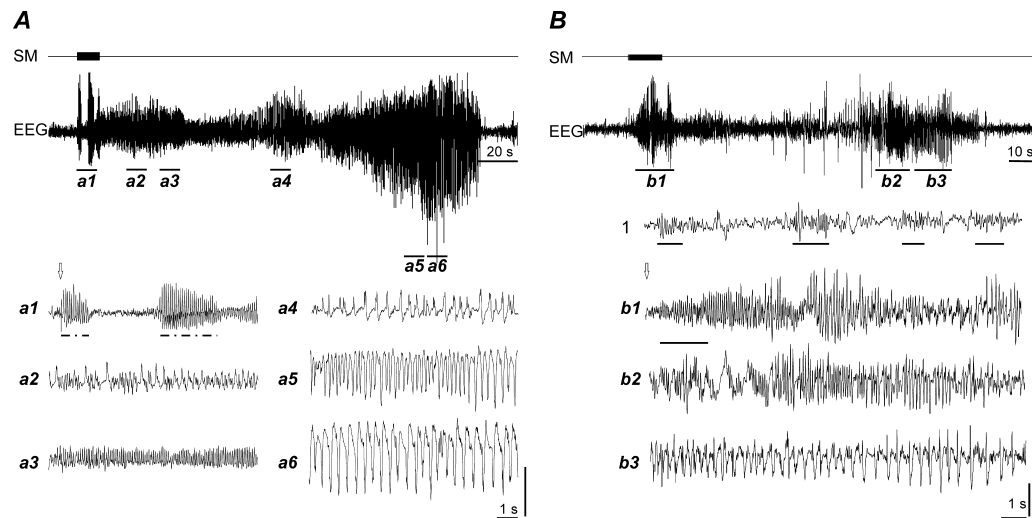 A
SM
EEG
20 s
a1 a2 a3 a4
a5 a6
a1
a2
a3
a4
a5
a6
1 s
B
SM
EEG
10 s
b1 b2 b3
1
b1
b2
b3
1 s